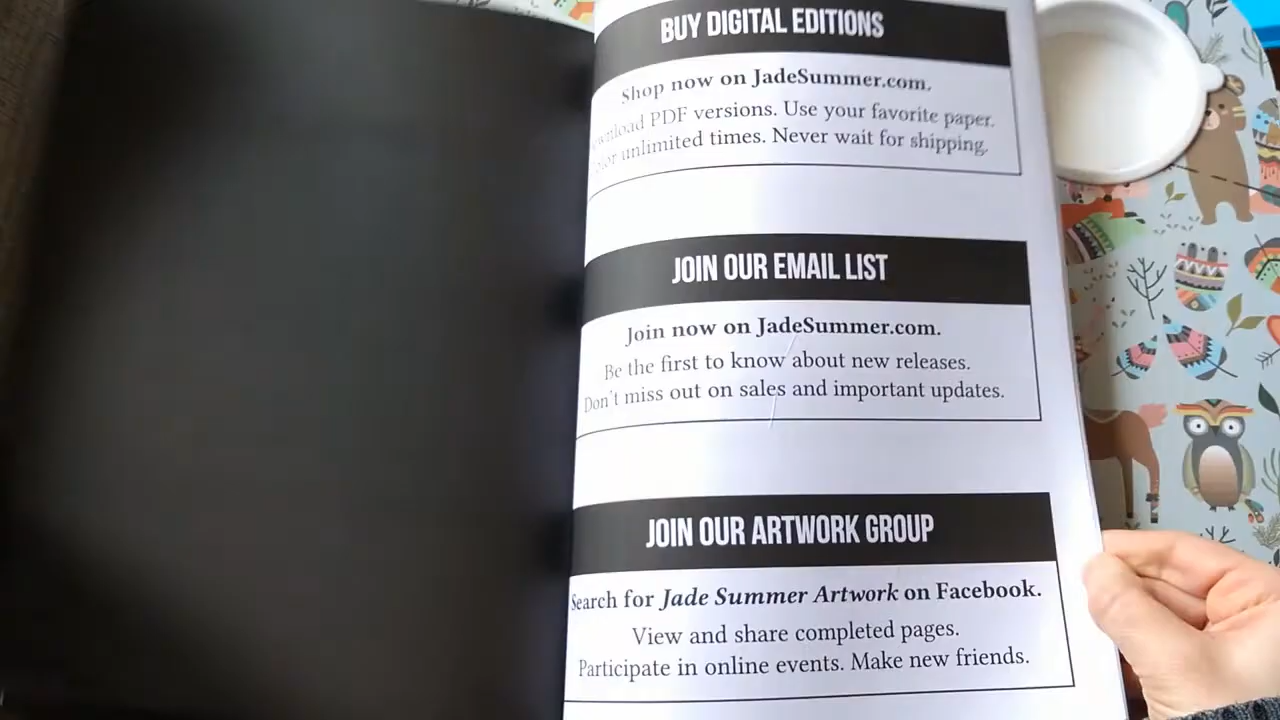 BUY DIGITAL EDITIONS
Shop now on JadeSummer.com.
PDF versions. Use your favorite paper.
unlimited times. Never wait for shipping.
JOIN OUR EMAIL LIST
Join now on JadeSummer.com.
Be the first to know about new releases.
Don't miss out on sales and important updates.
JOIN OUR ARTWORK GROUP
Search for Jade Summer Artwork on Facebook.
View and share completed pages.
Participate in online events. Make new friends.